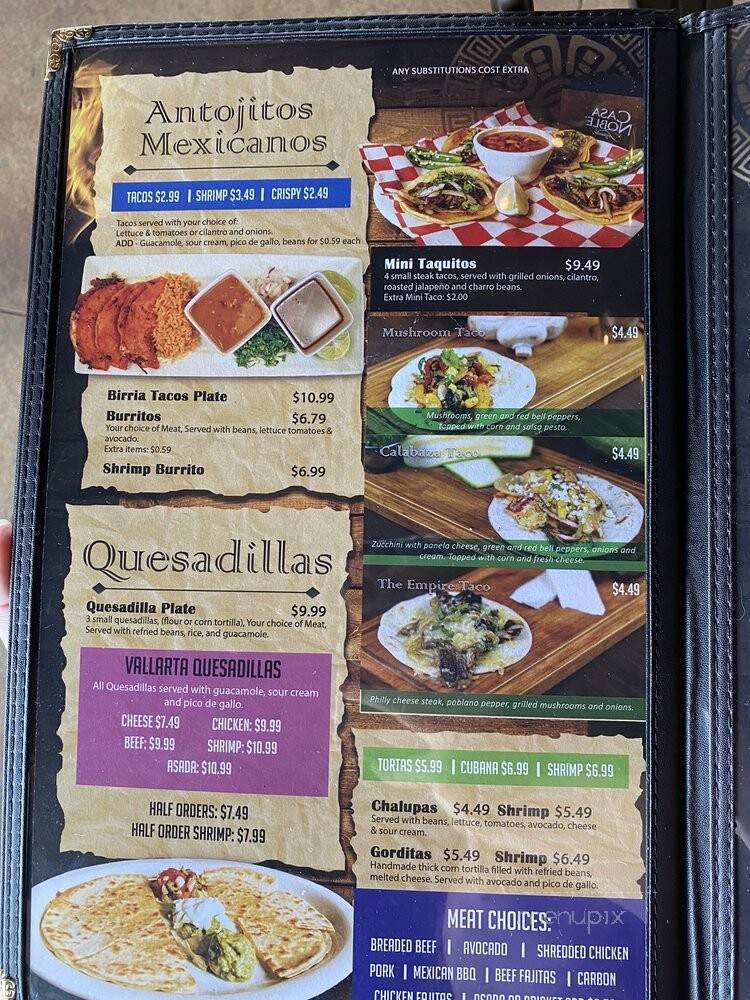 ANY SUBSTITUTIONS COST EXTRA
Antojitos
Mexicanos
TACOS $2.99 | SHRIMP $3.49 | CRISPY $2.49
Tacos served with your choice of:
Lettuce & tomatoes or cilantro and onions.
ADD - Guacamole, sour cream, pico de gallo, beans for $0.59 each
Birria Tacos Plate $10.99
Burritos $6.79
Your choice of Meat, Served with beans, lettuce tomatoes &
avocado.
Extra items: $0.59
Shrimp Burrito $6.99
Quesadillas
Quesadilla Plate $9.99
3 small quesadillas, (flour or corn tortilla), Your choice of Meat,
Served with refried beans, rice, and guacamole.
VALLARTA QUESADILLAS
All Quesadillas served with guacamole, sour cream
and pico de gallo.
CHEESE $7.49 CHICKEN: $9.99
BEEF: $9.99 SHRIMP: $10.99
ASADA: $10.99
HALF ORDERS: $7.49
HALF ORDER SHRIMP: $7.99
CASA
NOBLE
Mini Taquitos $9.49
4 small steak tacos, served with grilled onions, cilantro,
roasted jalapeño and charro beans.
Extra Mini Taco: $2.00
Mushroom Taco $4.49
Mushrooms, green and red bell peppers,
topped with corn and salsa pesto.
Calabaza Taco $4.49
Zucchini with panela cheese, green and red bell peppers, onions and
cream. Topped with corn and fresh cheese.
The Empire Taco $4.49
Philly cheese steak, poblano pepper, grilled mushrooms and onions.
TORTAS $5.99 | CUBANA $6.99 | SHRIMP $6.99
Chalupas $4.49 Shrimp $5.49
Served with beans, lettuce, tomatoes, avocado, cheese
& sour cream.
Gorditas $5.49 Shrimp $6.49
Handmade thick corn tortilla filled with refried beans,
melted cheese. Served with avocado and pico de gallo.
MEAT CHOICES:
menupix
BREADED BEEF | AVOCADO | SHREDDED CHICKEN
PORK | MEXICAN BBQ | BEEF FAJITAS | CARBON
CHICKEN FAJITAS | ASADA OR